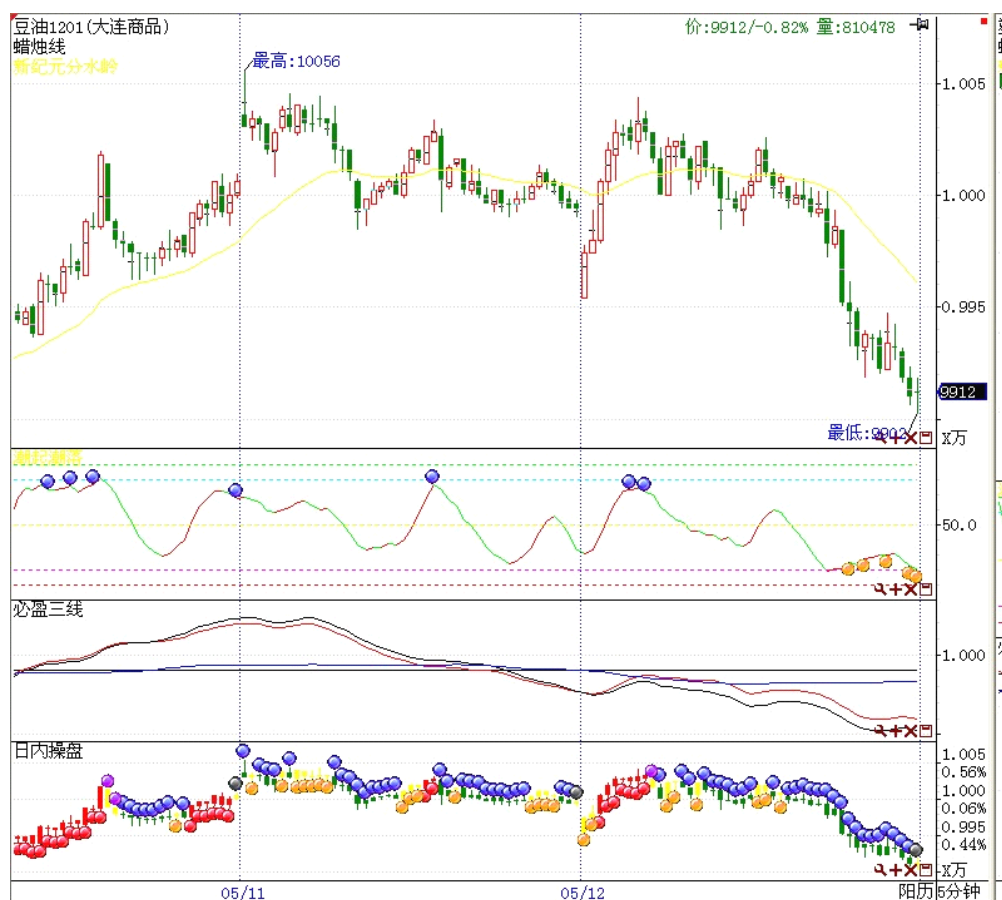 豆油1201(大连商品)
价:9912/-0.82% 量:810478
蜡烛线
新纪元分水岭
最高:10056
1.005
1.000
0.995
9912
最低:9902
X万
50.0
必盈三线
1.000
日内操盘
1.005
0.56%
1.000
0.06%
0.995
0.44%
X万
05/11
05/12
阳历
5分钟